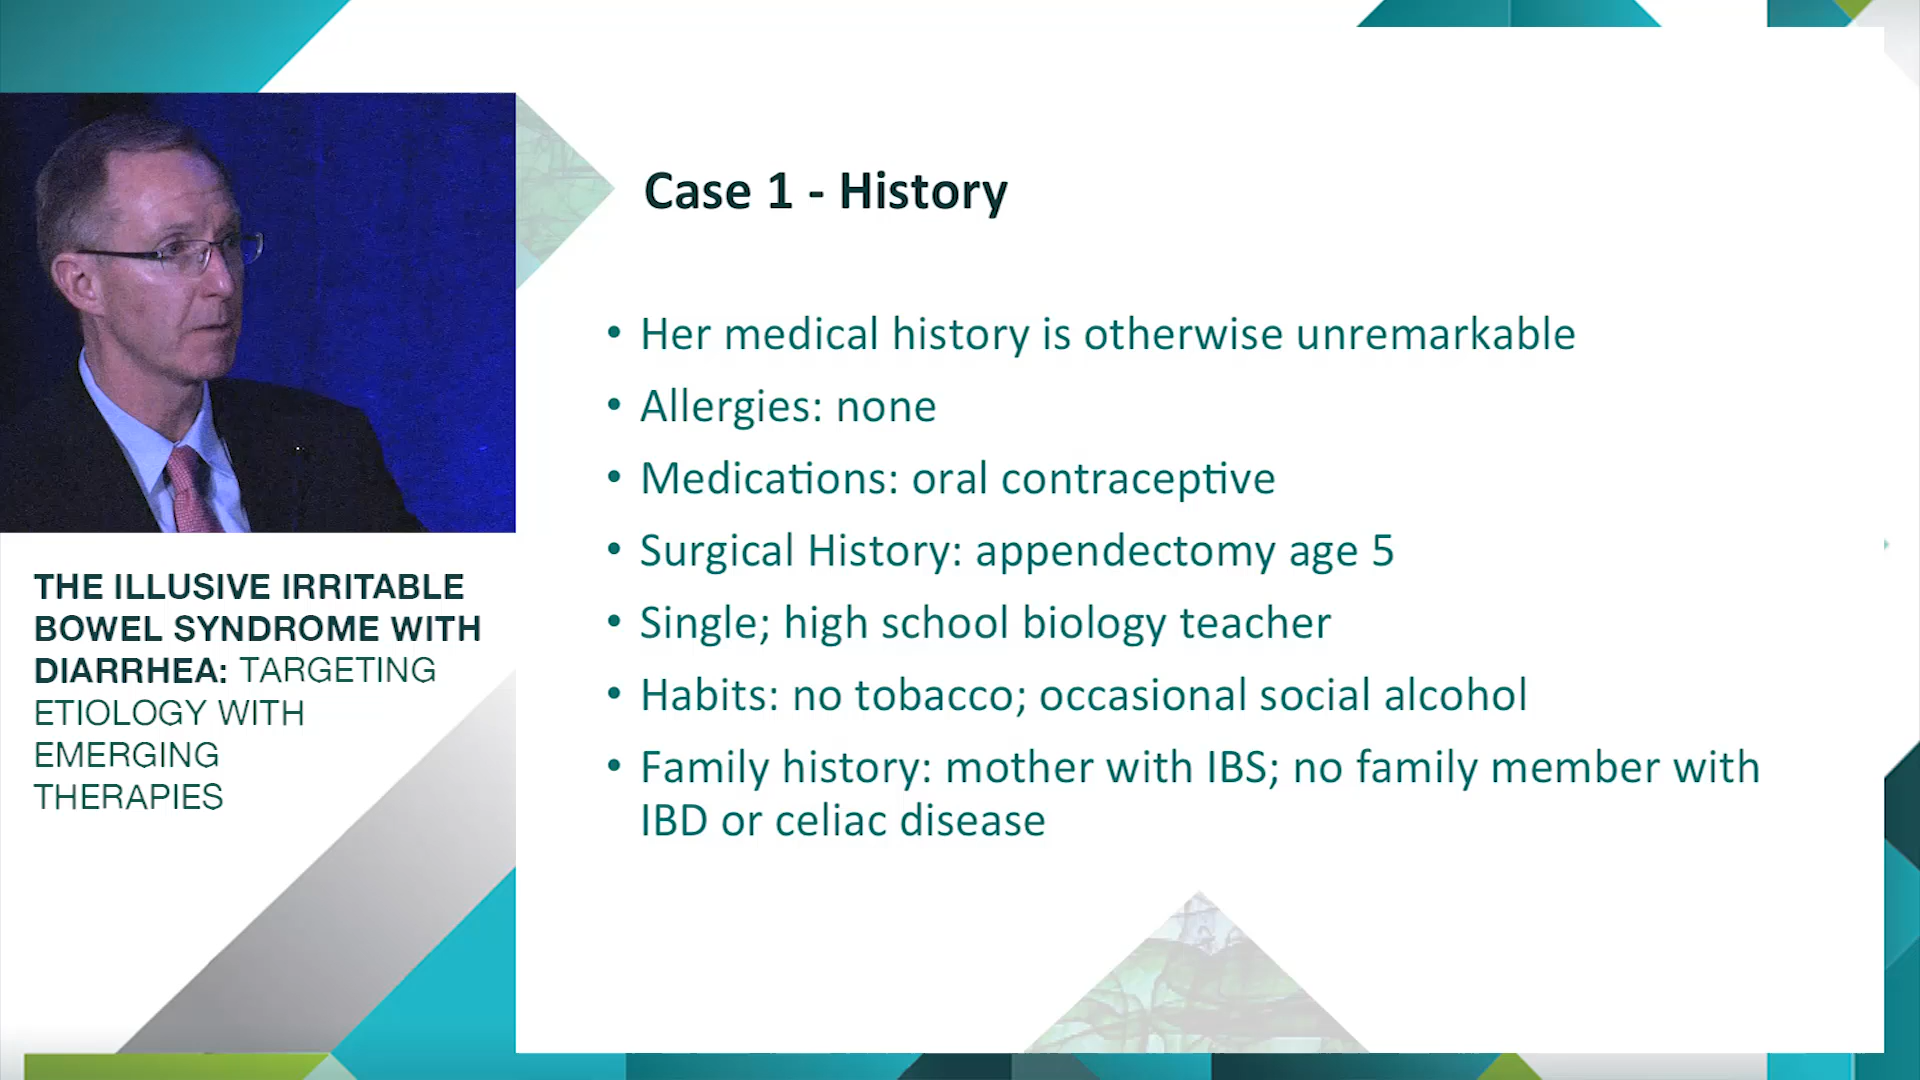 Case 1 - History
• Her medical history is otherwise unremarkable
• Allergies: none
• Medications: oral contraceptive
• Surgical History: appendectomy age 5
• Single; high school biology teacher
• Habits: no tobacco; occasional social alcohol
• Family history: mother with IBS; no family member with
IBD or celiac disease
THE ILLUSIVE IRRITABLE
BOWEL SYNDROME WITH
DIARRHEA: TARGETING
ETIOLOGY WITH
EMERGING
THERAPIES